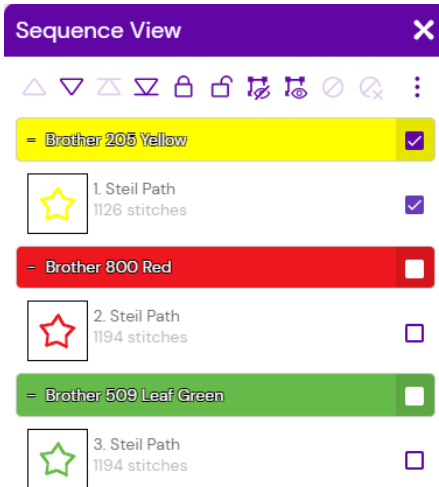 Sequence View
- Brother 205 Yellow
1. Steil Path
1126 stitches
- Brother 800 Red
2. Steil Path
1194 stitches
- Brother 509 Leaf Green
3. Steil Path
1194 stitches